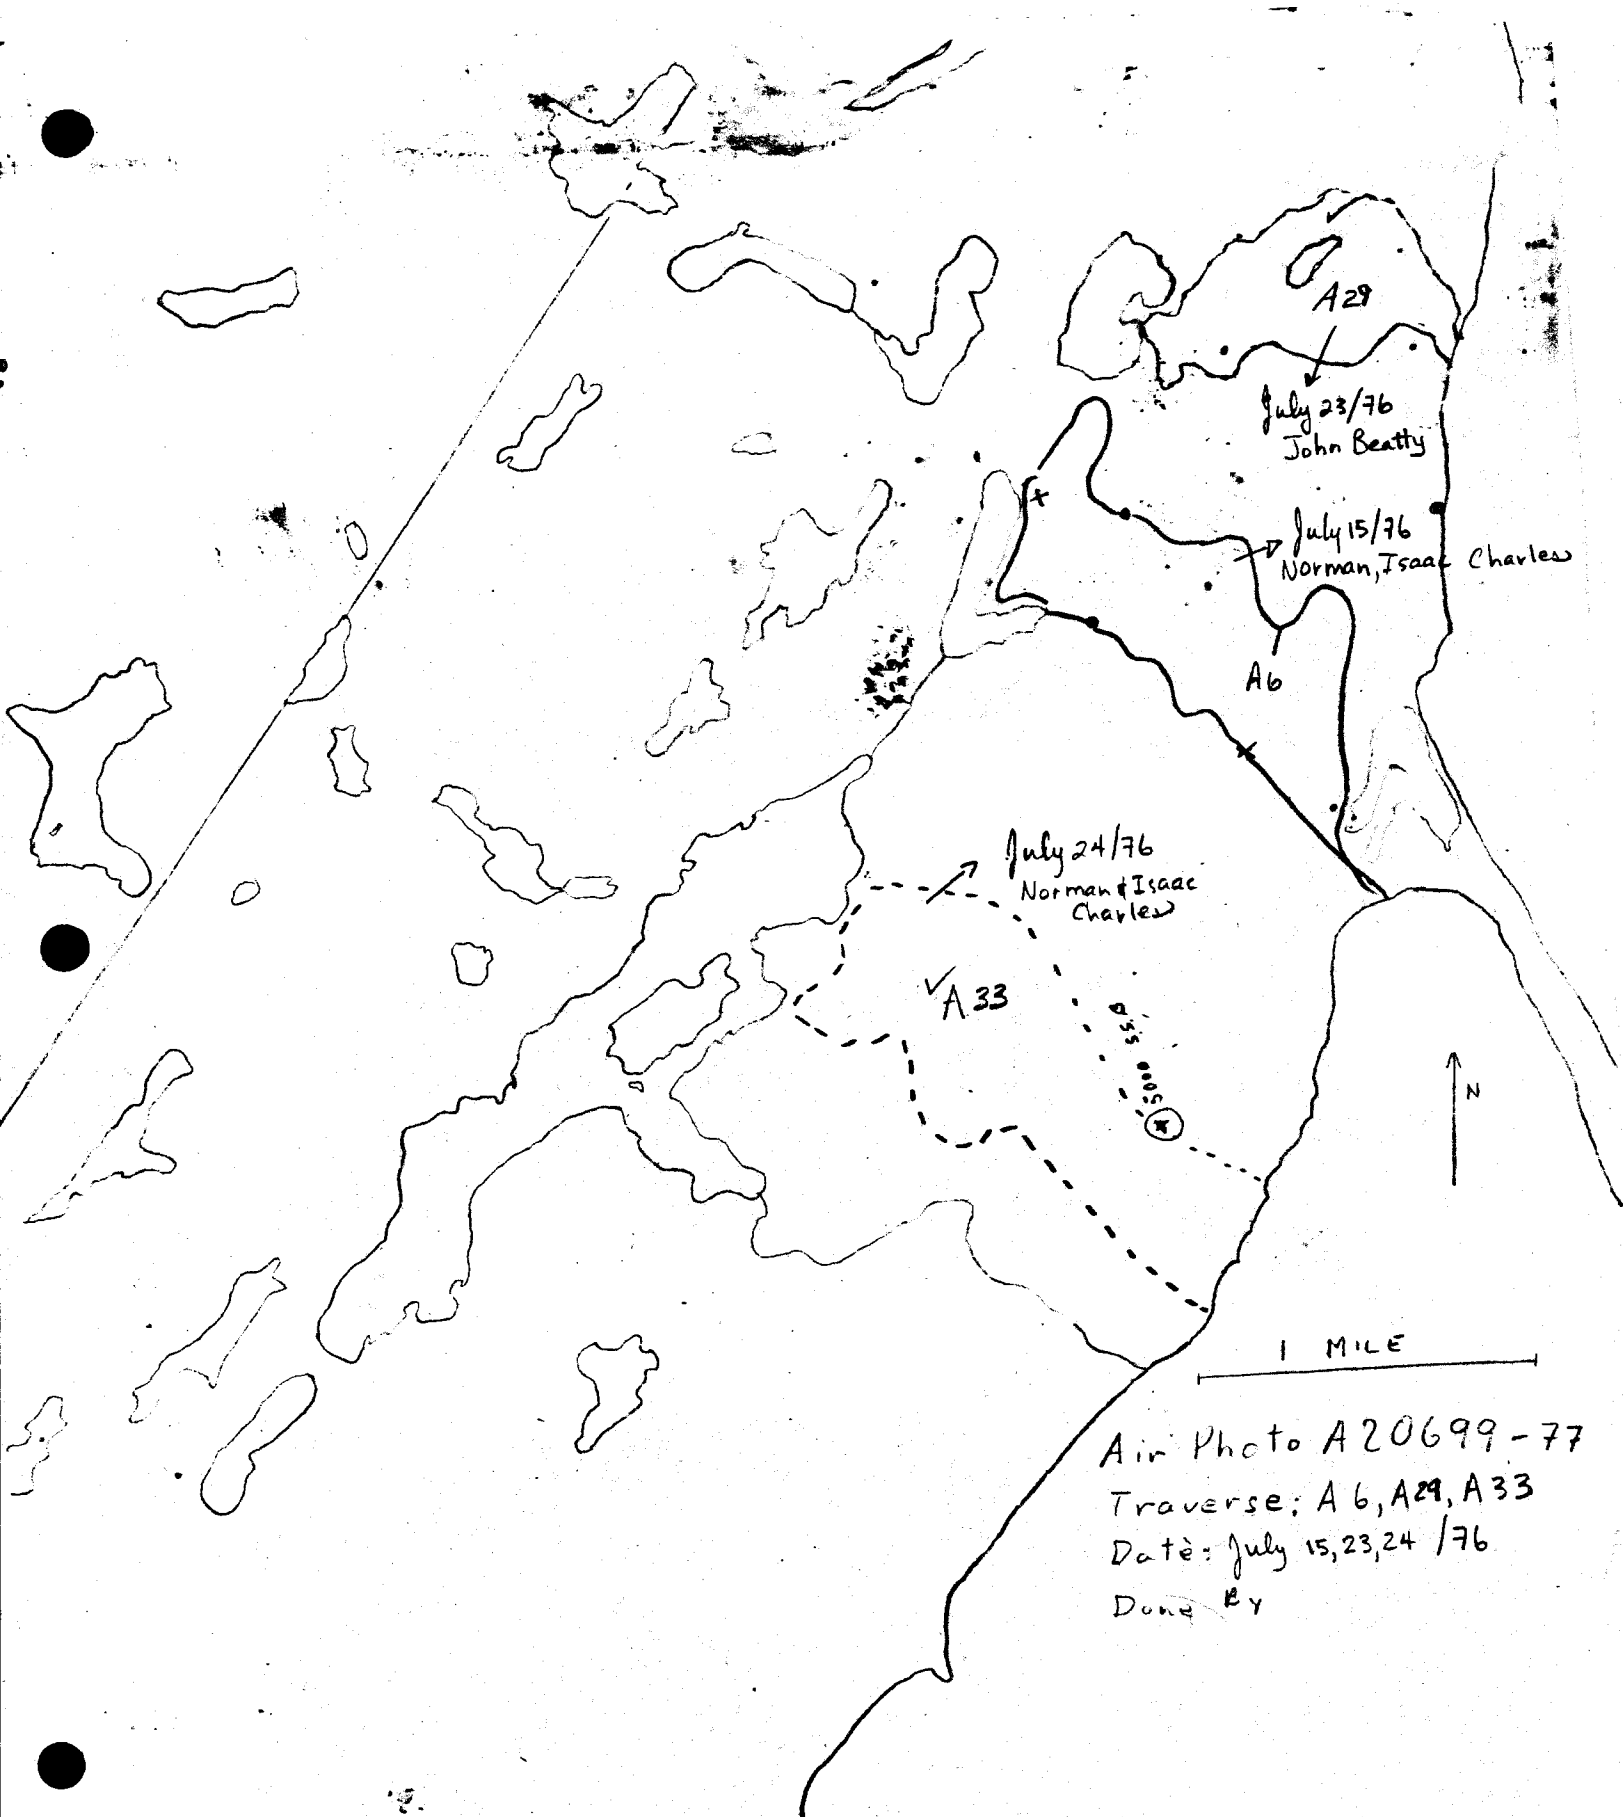 A29
July 23/76
John Beatty
July 15/76
Norman, Isaac Charles
A6
July 24/76
Norman & Isaac
Charles
✓A 33
N
1 MILE
Air Photo A20699-77
Traverse: A6, A29, A33
Date: July 15,23,24 /76
Done By